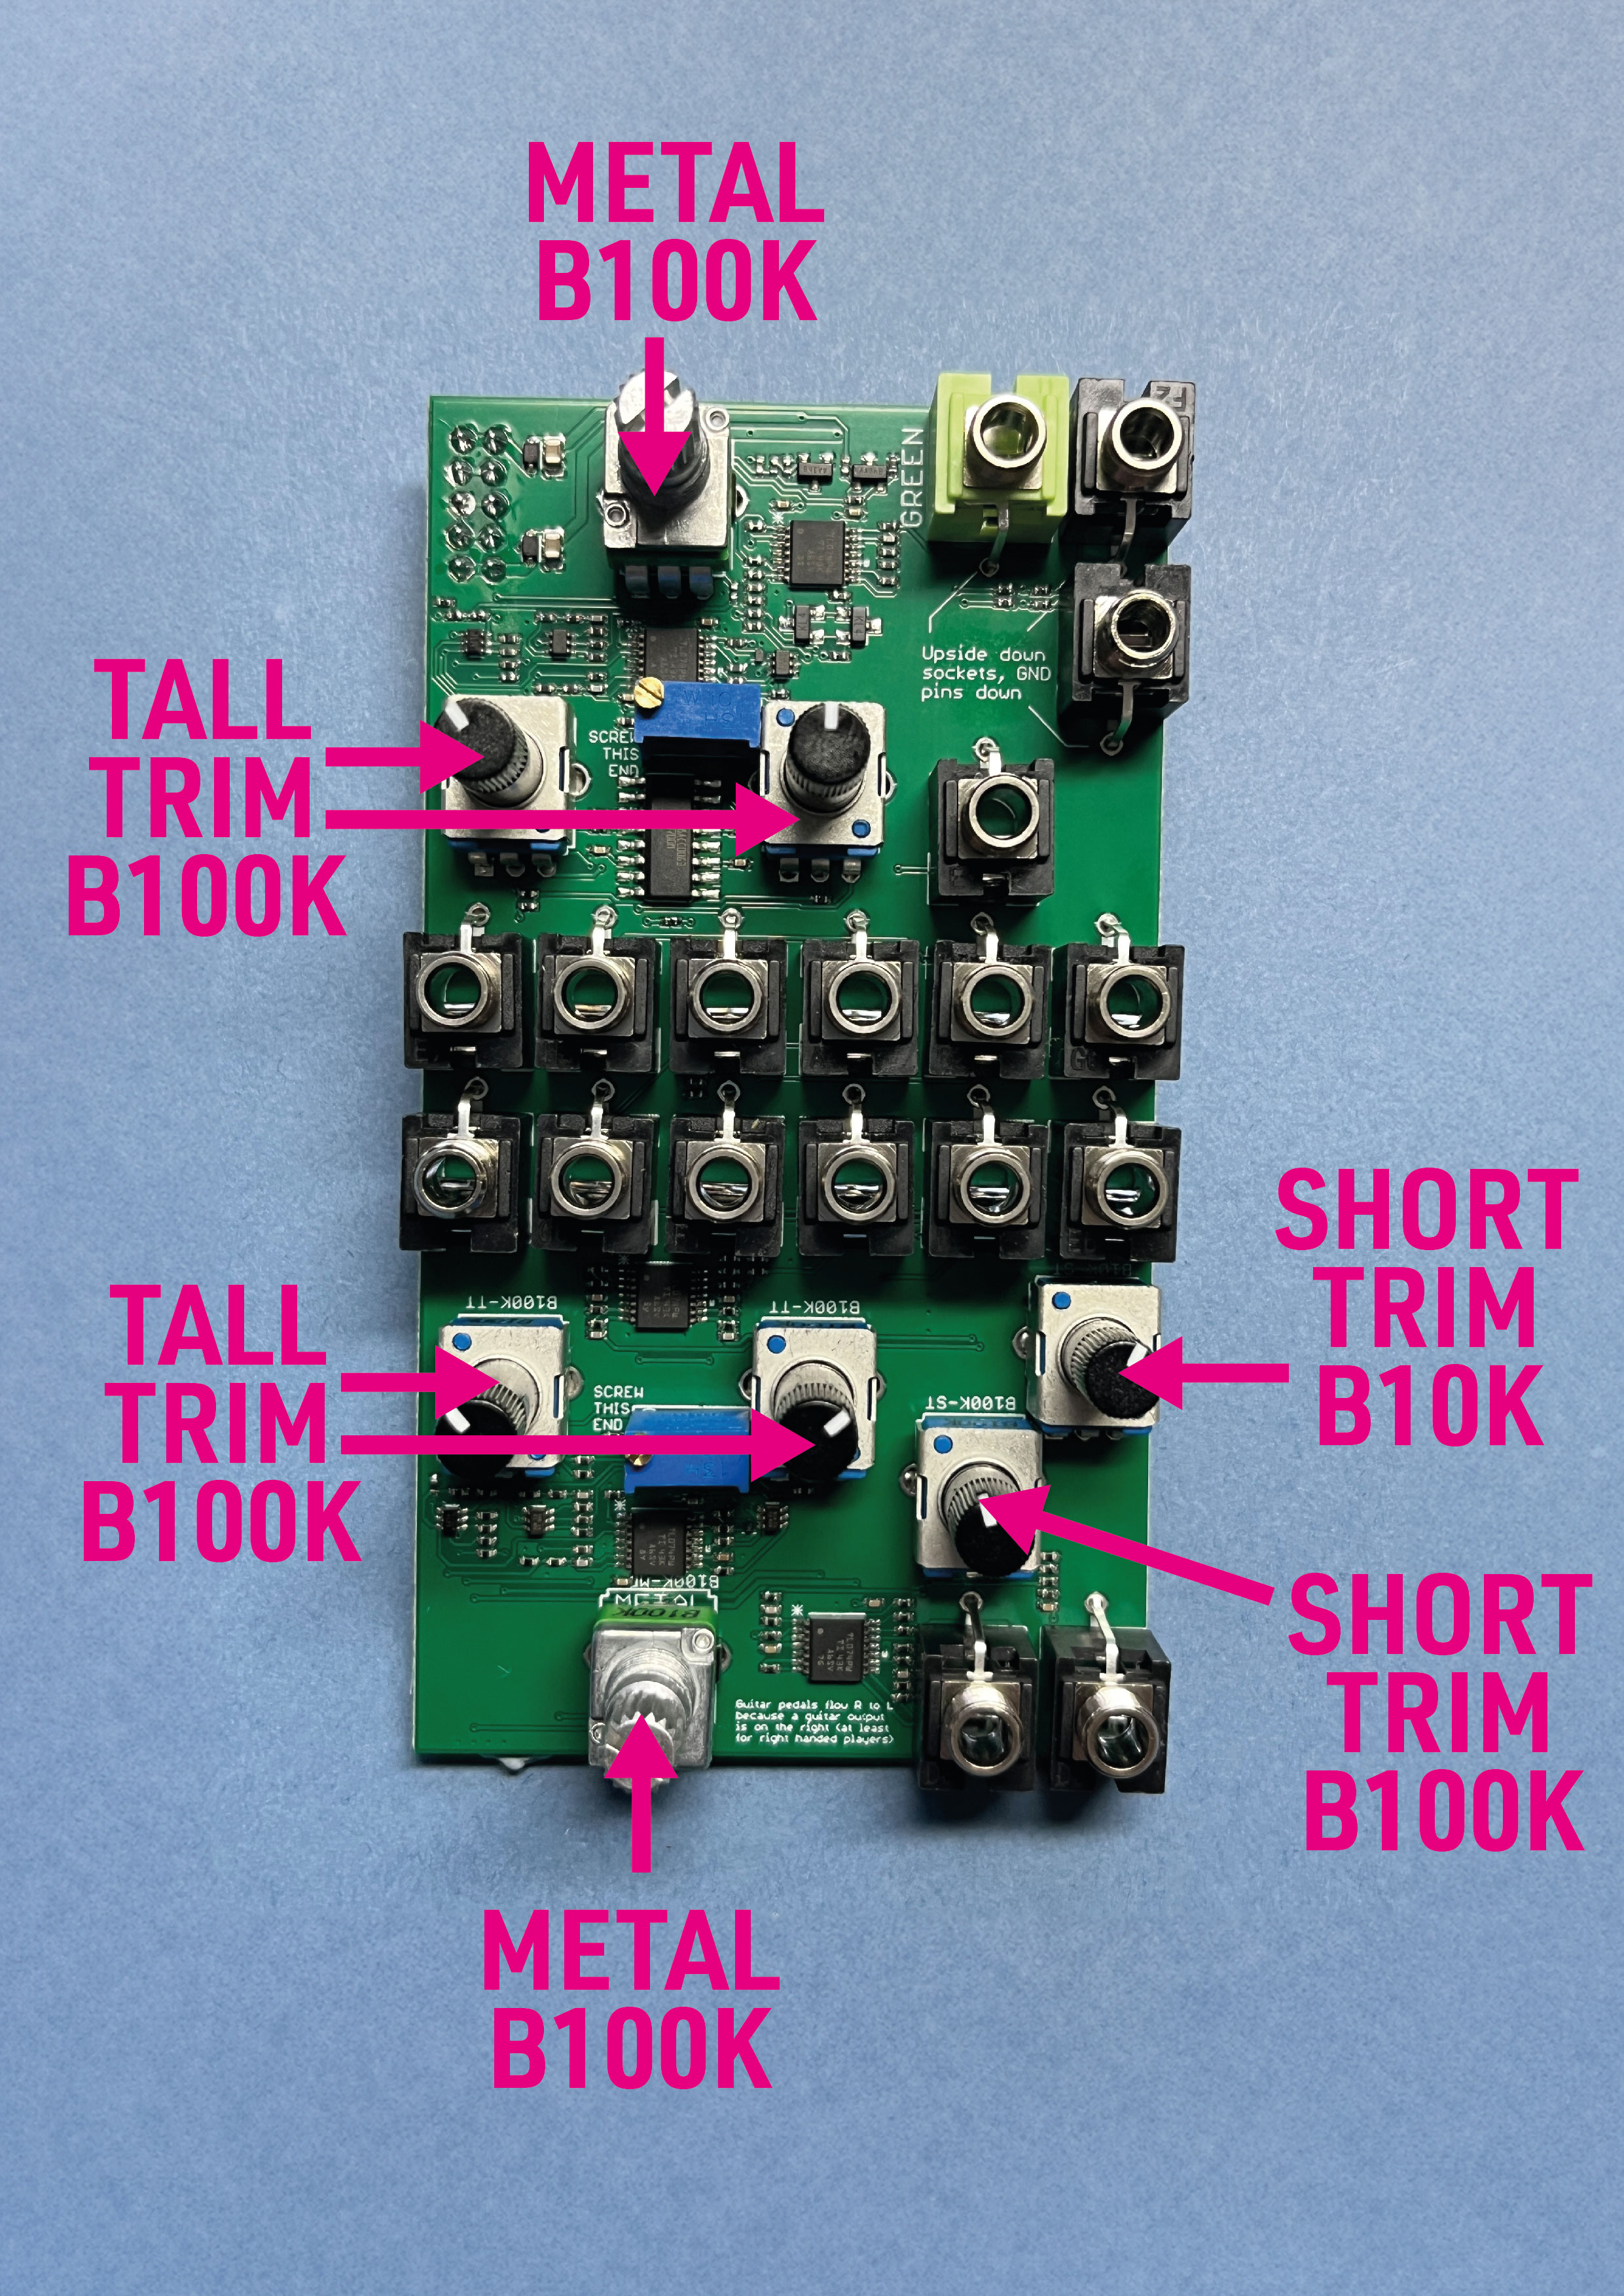 METAL
B100K
GREEN
Upside down
sockets, GND
pins down
TALL
TRIM
B100K
SCREW
THIS
END
SHORT
TRIM
B10K
TALL
TRIM
B100K
B100K-TT
B100K-TT
SCREW
THIS
END
B100K-ST
SHORT
TRIM
B100K
B100K
Guitar pedals flow R to L
because a guitar output
is on the right (at least
for right handed players)
METAL
B100K